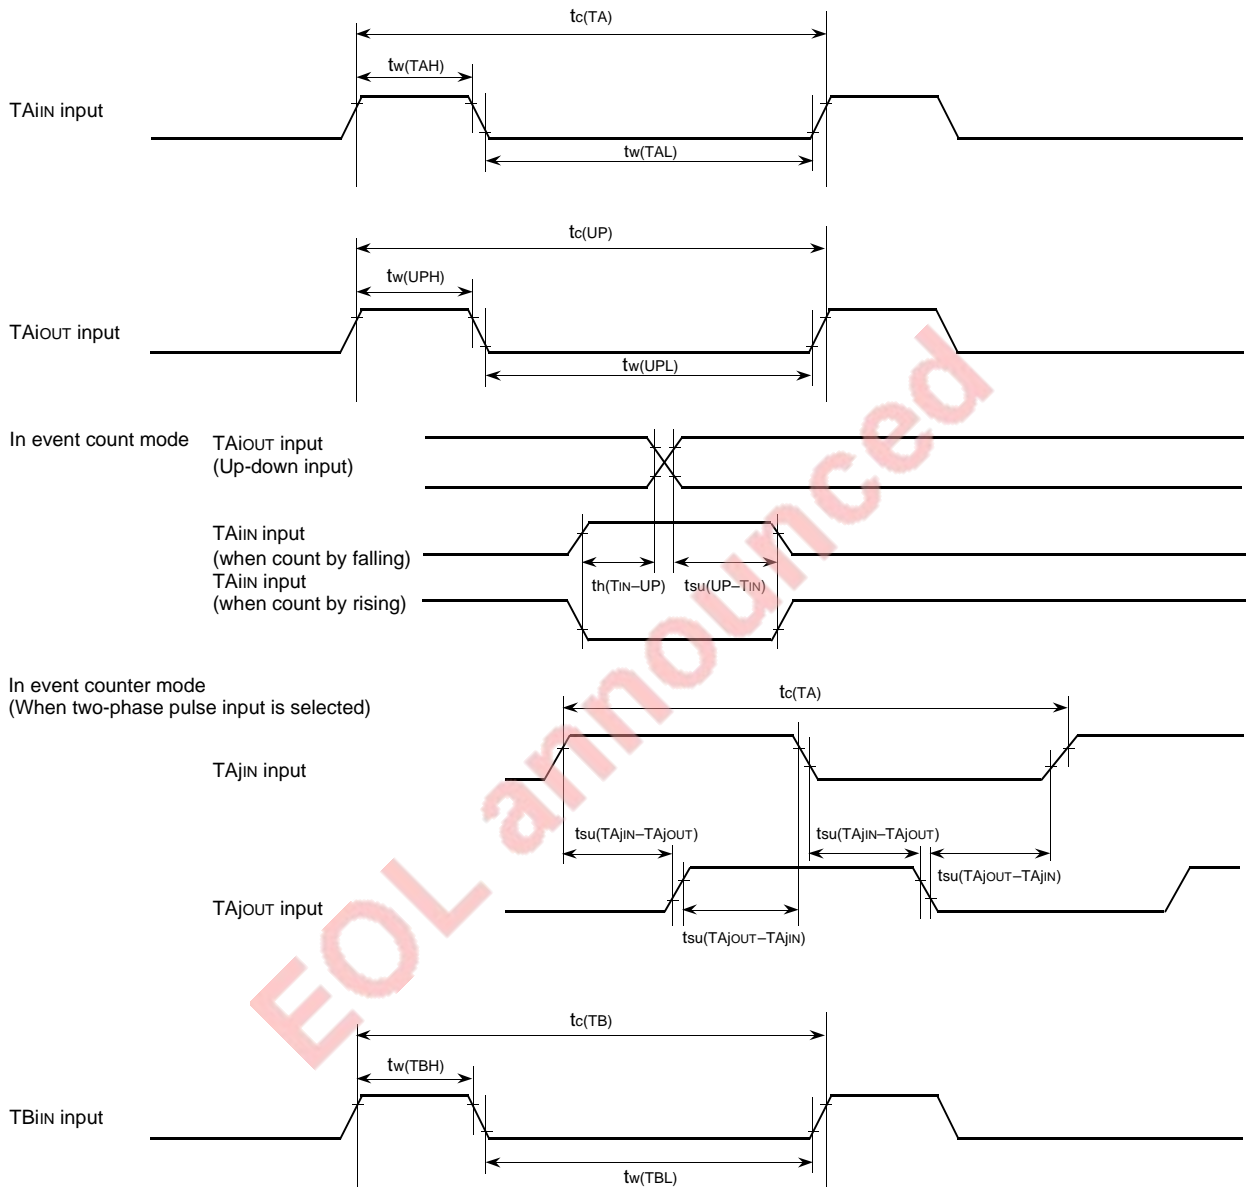 tc(TA)
tw(TAH)
TAiIN input
tw(TAL)
tc(UP)
tw(UPH)
TAiOUT input
tw(UPL)
In event count mode
TAiOUT input
(Up-down input)
TAiIN input
(when count by falling)
th(TIN–UP) tsu(UP–TIN)
TAiIN input
(when count by rising)
In event counter mode
(When two-phase pulse input is selected)
tc(TA)
TAjIN input
tsu(TAjIN–TAjOUT) tsu(TAjIN–TAjOUT)
tsu(TAjOUT–TAjIN)
TAjOUT input
tsu(TAjOUT–TAjIN)
tc(TB)
tw(TBH)
TBiIN input
tw(TBL)
EOL announced